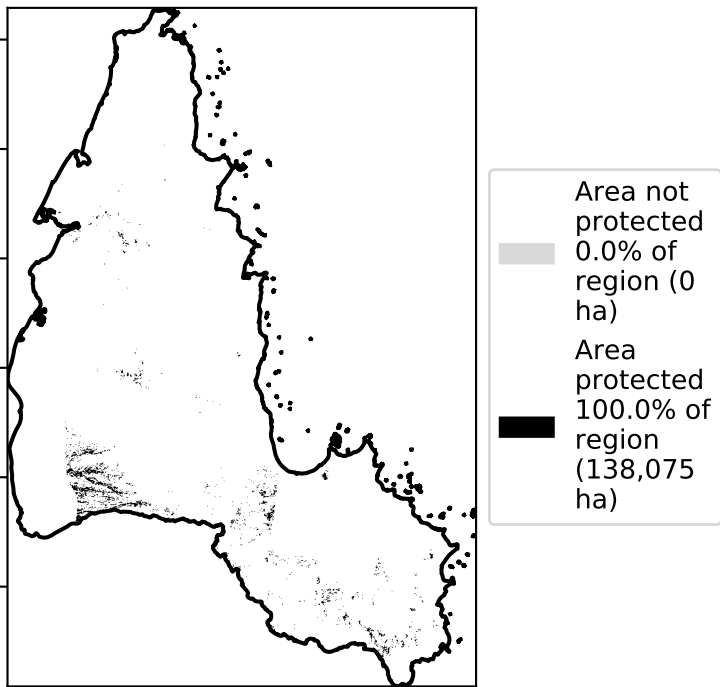 Area not
protected
0.0% of
region (0
ha)
Area
protected
100.0% of
region
(138,075
ha)